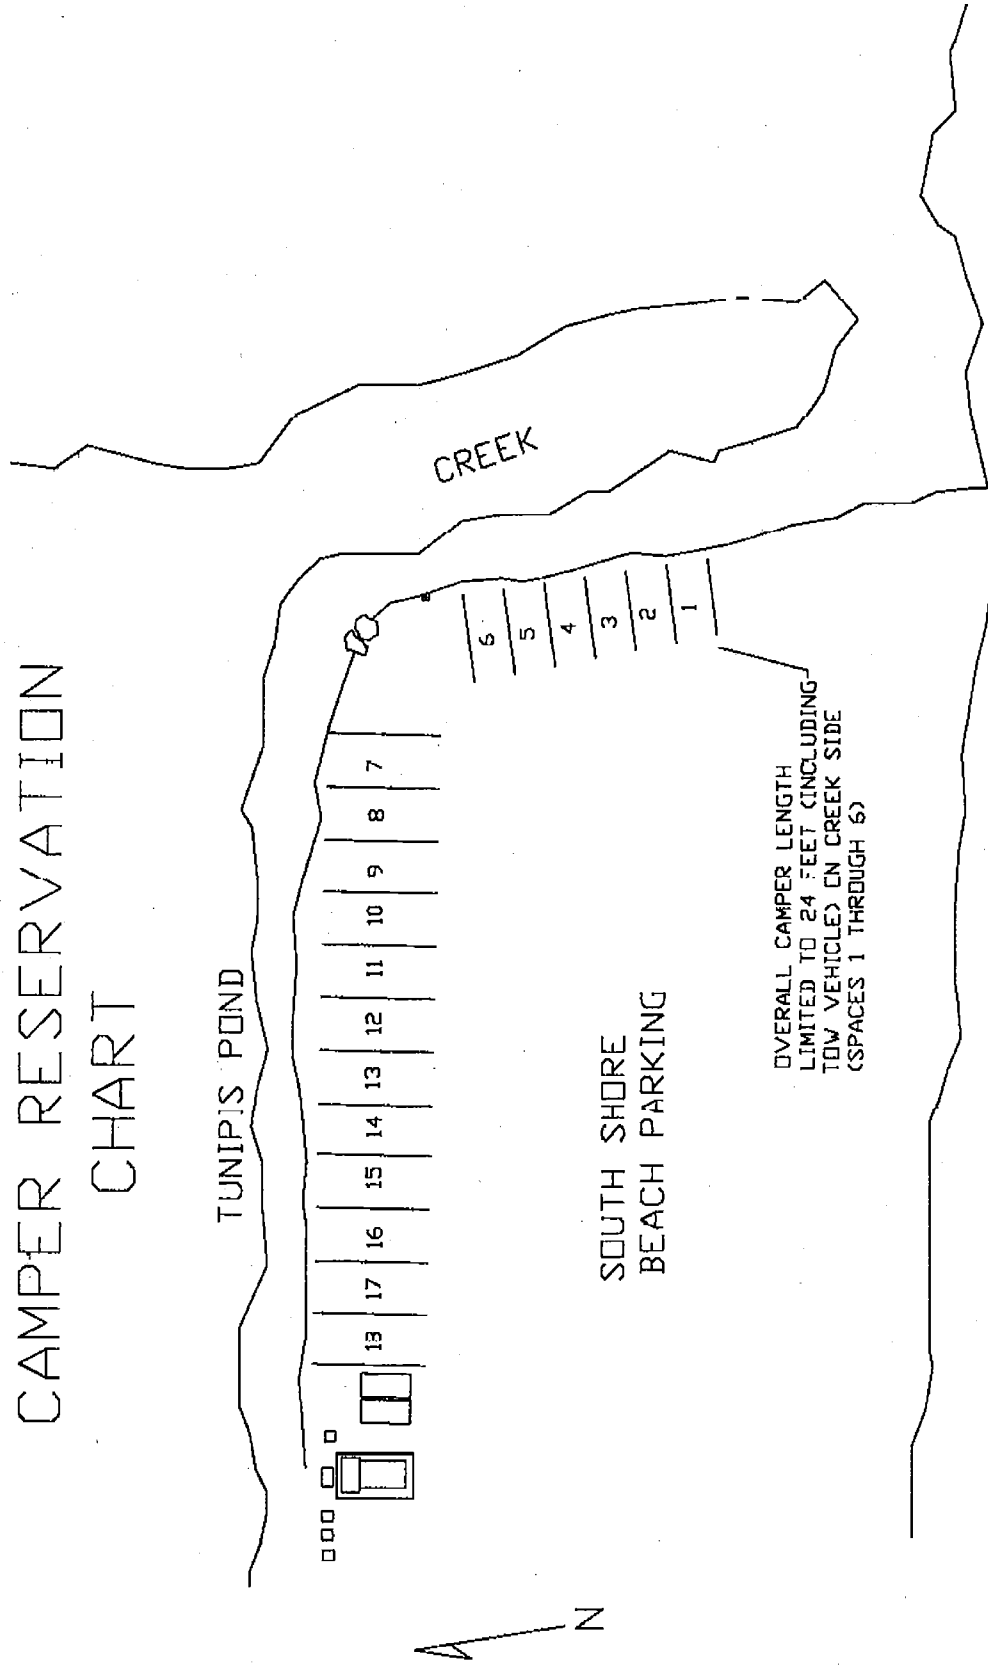 CAMPER RESERVATION
CHART
TUNIPIS POND
CREEK
7
8
9
10
11
12
13
14
15
16
17
18
6
5
4
3
2
1
SOUTH SHORE
BEACH PARKING
OVERALL CAMPER LENGTH
LIMITED TO 24 FEET (INCLUDING
TOW VEHICLE) ON CREEK SIDE
(SPACES 1 THROUGH 6)
N